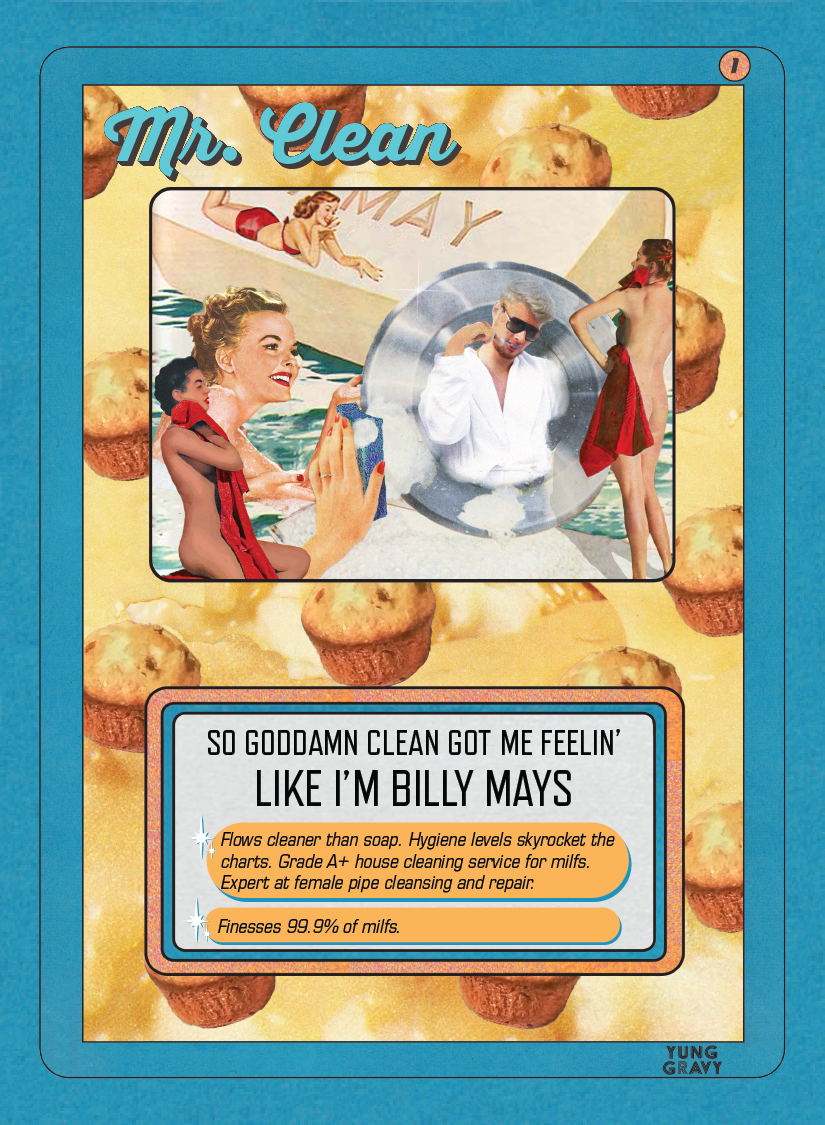 1
Mr. Clean
MAY
SO GODDAMN CLEAN GOT ME FEELIN'
LIKE I'M BILLY MAYS
Flows cleaner than soap. Hygiene levels skyrocket the
charts. Grade A+ house cleaning service for milfs.
Expert at female pipe cleansing and repair.
Finesses 99.9% of milfs.
YUNG
GRAVY